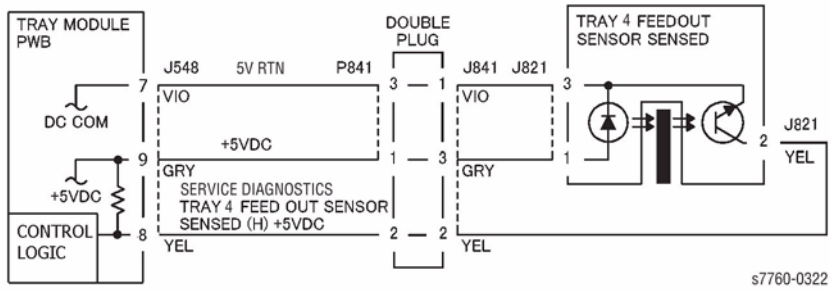 TRAY MODULE
PWB
DOUBLE
PLUG
TRAY 4 FEEDOUT
SENSOR SENSED
J548 5V RTN P841 J841 J821
7 3 1 3
VIO VIO
DC COM
+5VDC
9 1 3 1
GRY GRY
2 J821
YEL
+5VDC
SERVICE DIAGNOSTICS
TRAY 4 FEED OUT SENSOR
SENSED (H) +5VDC
CONTROL
LOGIC
8 2 2
YEL YEL
s7760-0322